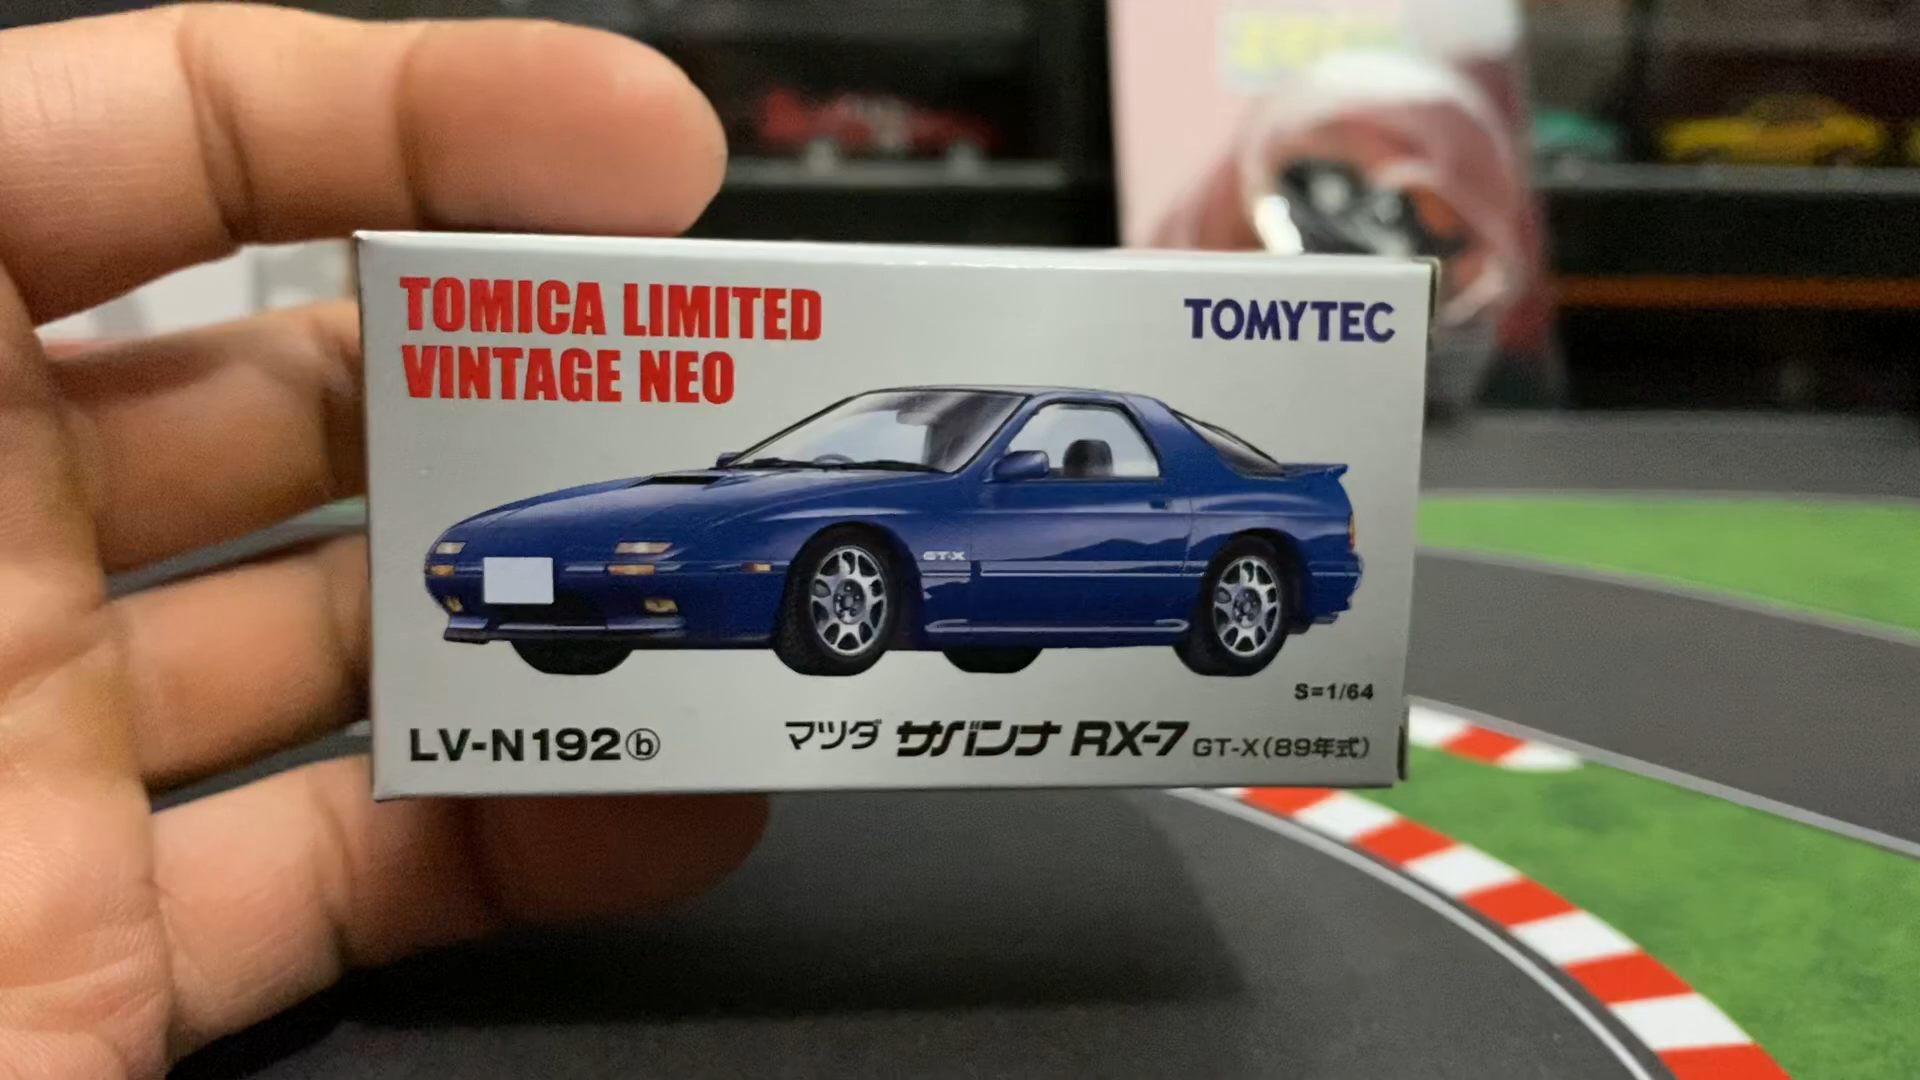 TOMICA LIMITED
VINTAGE NEO
TOMYTEC
GT-X
S=1/64
LV-N192ⓑ
マツダ サバンナ RX-7 GT-X(89年式)